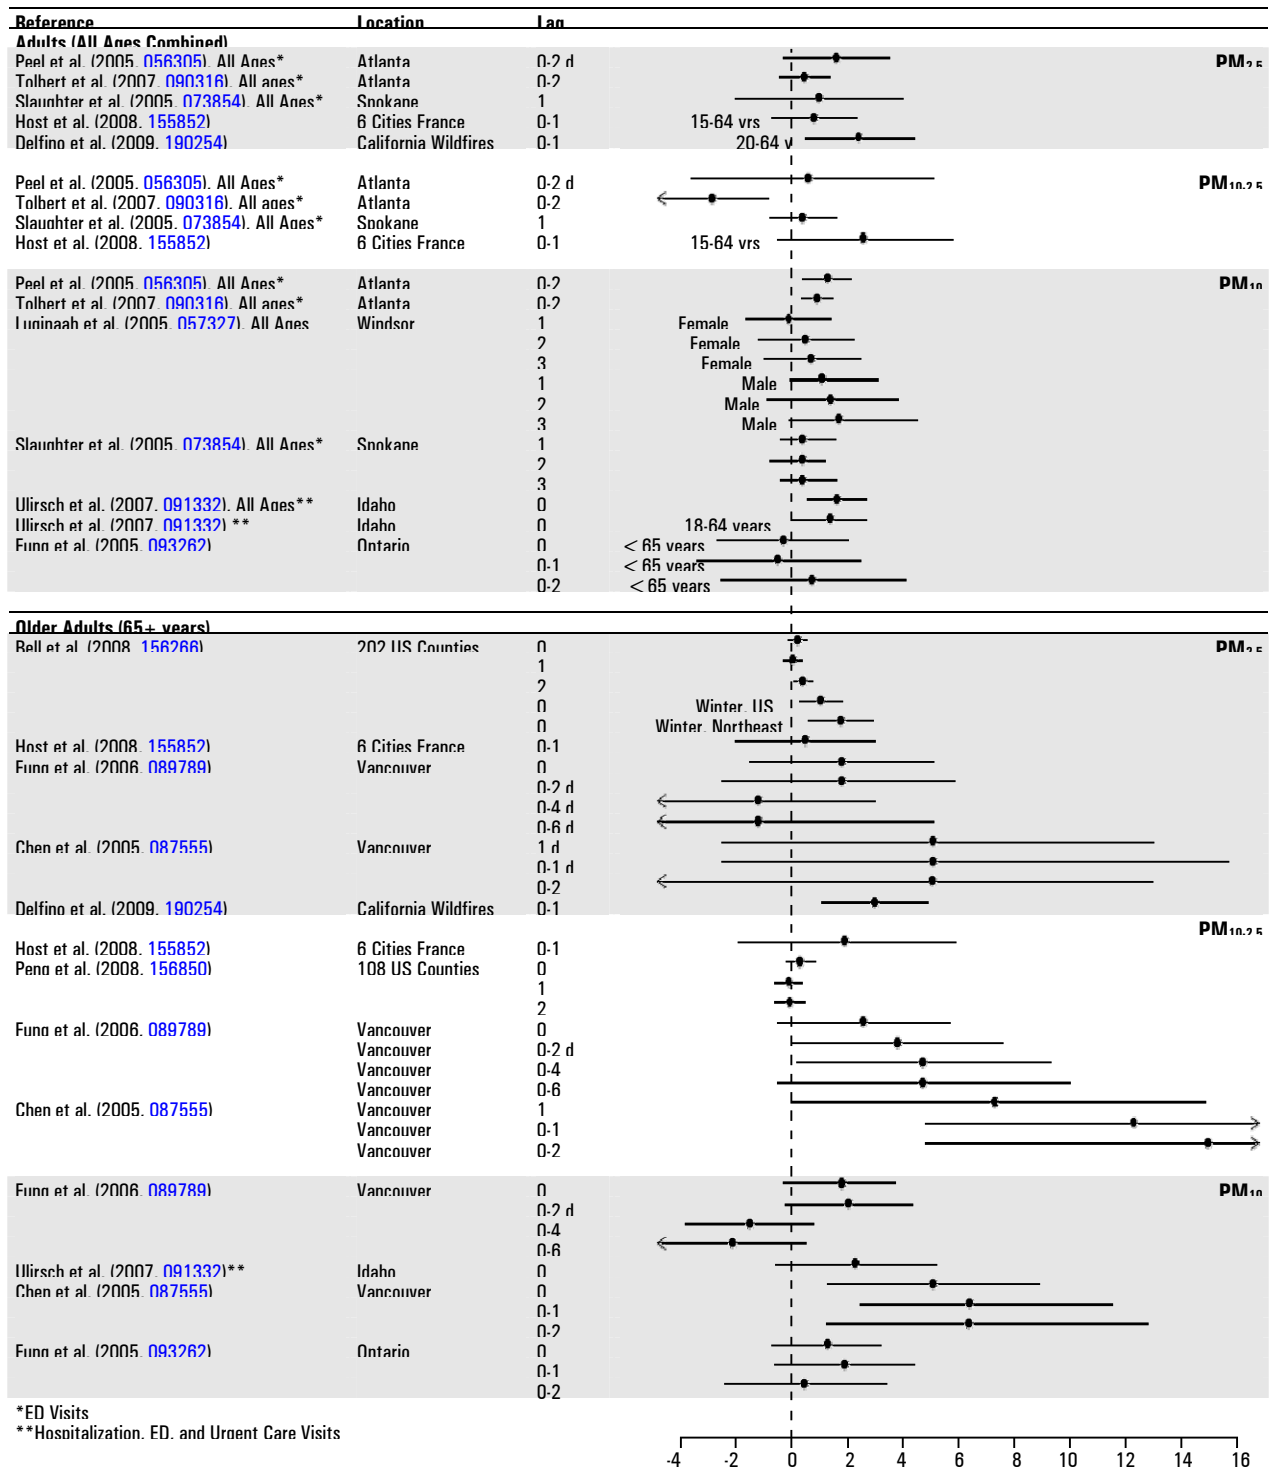 Reference Location Lag
Adults (All Ages Combined)
Peel et al. (2005, 056305), All Ages* Atlanta 0-2 d PM2.5
Tolbert et al. (2007, 090316), All ages* Atlanta 0-2
Slaughter et al. (2005, 073854), All Ages* Spokane 1
Host et al. (2008, 155852) 6 Cities France 0-1 15-64 yrs
Delfino et al. (2009, 190254) California Wildfires 0-1 20-64 y
Peel et al. (2005, 056305), All Ages* Atlanta 0-2 d PM10-2.5
Tolbert et al. (2007, 090316), All ages* Atlanta 0-2
Slaughter et al. (2005, 073854), All Ages* Spokane 1
Host et al. (2008, 155852) 6 Cities France 0-1 15-64 yrs
Peel et al. (2005, 056305), All Ages* Atlanta 0-2 PM10
Tolbert et al. (2007, 090316), All ages* Atlanta 0-2
Luginaah et al. (2005, 057327), All Ages Windsor 1 Female
2 Female
3 Female
1 Male
2 Male
3 Male
Slaughter et al. (2005, 073854), All Ages* Spokane 1
2
3
Ulirsch et al. (2007, 091332), All Ages** Idaho 0
Ulirsch et al. (2007, 091332) ** Idaho 0 18-64 years
Fung et al. (2005, 093262) Ontario 0 < 65 years
0-1 < 65 years
0-2 < 65 years
Older Adults (65+ years)
Bell et al. (2008, 156266) 202 US Counties 0 PM2.5
1
2
0 Winter, US
0 Winter, Northeast
Host et al. (2008, 155852) 6 Cities France 0-1
Fung et al. (2006, 089789) Vancouver 0
0-2 d
0-4 d
0-6 d
Chen et al. (2005, 087555) Vancouver 1 d
0-1 d
0-2
Delfino et al. (2009, 190254) California Wildfires 0-1
PM10-2.5
Host et al. (2008, 155852) 6 Cities France 0-1
Peng et al. (2008, 156850) 108 US Counties 0
1
2
Fung et al. (2006, 089789) Vancouver 0
Vancouver 0-2 d
Vancouver 0-4
Vancouver 0-6
Chen et al. (2005, 087555) Vancouver 1
Vancouver 0-1
Vancouver 0-2
Fung et al. (2006, 089789) Vancouver 0 PM10
0-2 d
0-4
0-6
Ulirsch et al. (2007, 091332)** Idaho 0
Chen et al. (2005, 087555) Vancouver 0
0-1
0-2
Fung et al. (2005, 093262) Ontario 0
0-1
0-2
*ED Visits
**Hospitalization, ED, and Urgent Care Visits
-4 -2 0 2 4 6 8 10 12 14 16